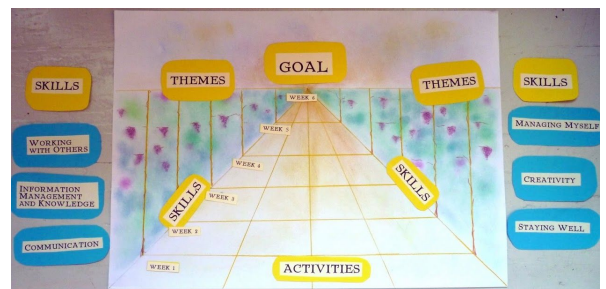 GOAL
THEMES
THEMES
SKILLS
SKILLS
WEEK 6
MANAGING MYSELF
WEEK 5
WORKING
WITH OTHERS
WEEK 4
CREATIVITY
INFORMATION
MANAGEMENT
AND KNOWLEDGE
SKILLS
SKILLS
WEEK 3
STAYING WELL
WEEK 2
COMMUNICATION
WEEK 1
ACTIVITIES